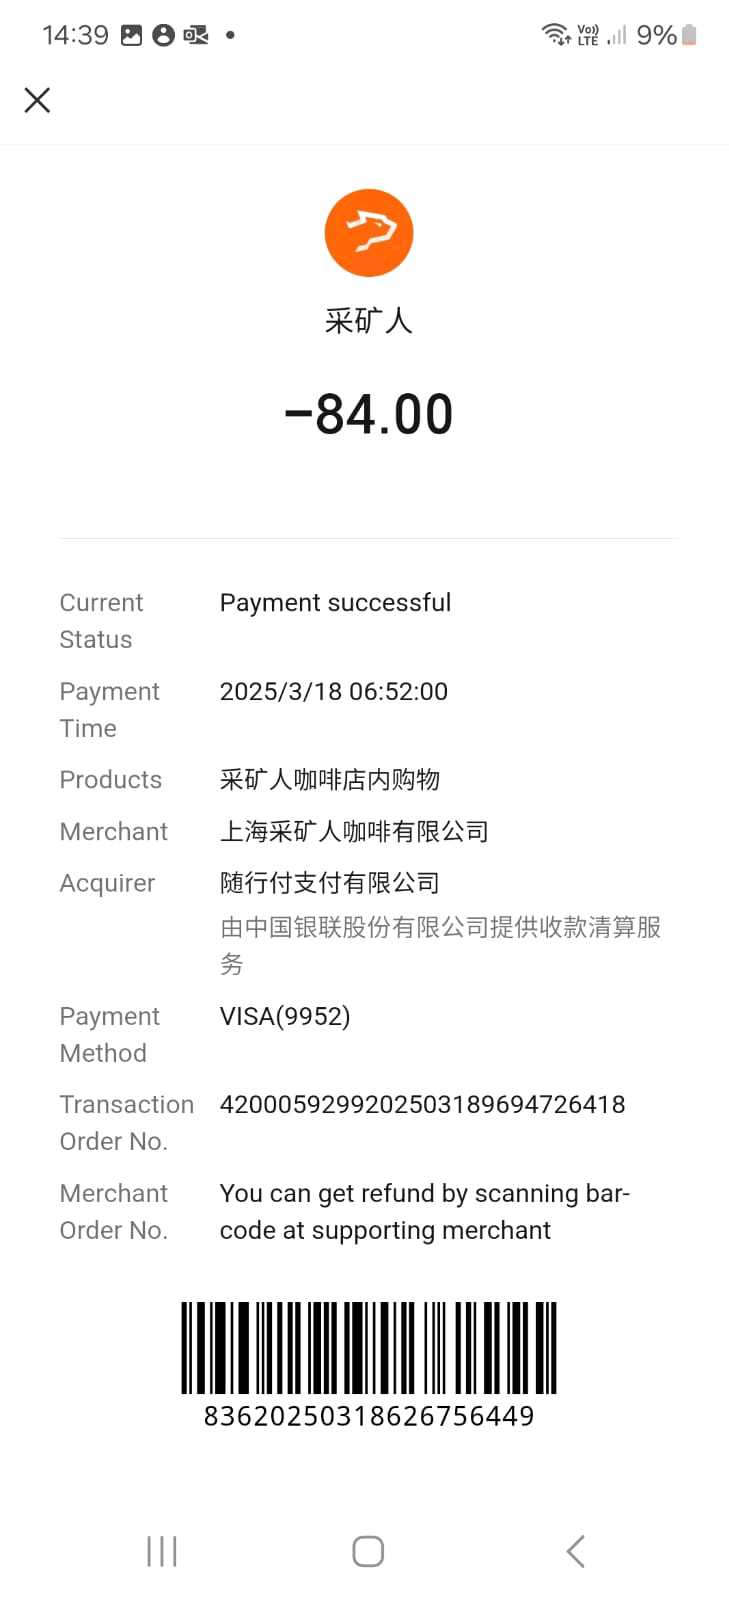 14:39
Vo)) LTE
9%
采矿人
-84.00
Current Status
Payment successful
Payment Time
2025/3/18 06:52:00
Products
采矿人咖啡店内购物
Merchant
上海采矿人咖啡有限公司
Acquirer
随行付支付有限公司
由中国银联股份有限公司提供收款清算服
务
Payment Method
VISA(9952)
Transaction Order No.
4200059299202503189694726418
Merchant Order No.
You can get refund by scanning bar-
code at supporting merchant
83620250318626756449